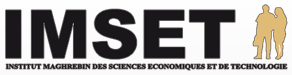 IMSET
INSTITUT MAGHREBIN DES SCIENCES ECONOMIQUES ET DE TECHNOLOGIE